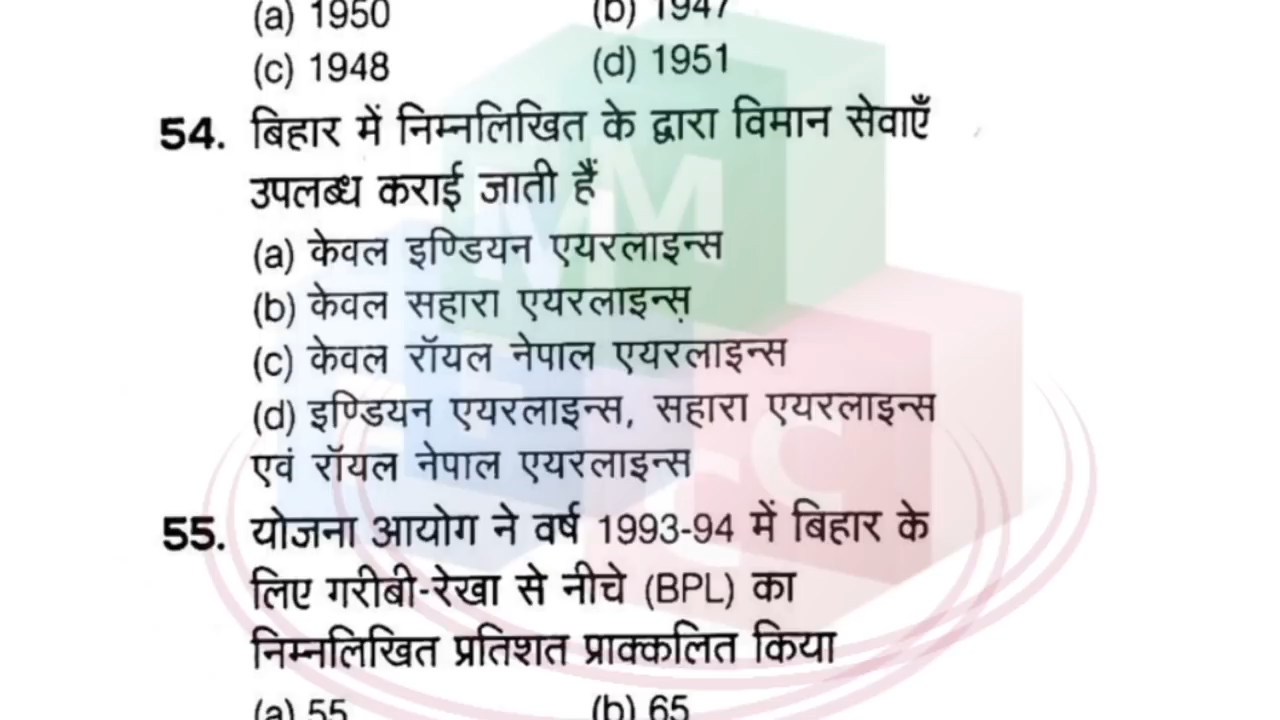 (a) 1950 (b) 1947
(c) 1948 (d) 1951
54. बिहार में निम्नलिखित के द्वारा विमान सेवाएँ
उपलब्ध कराई जाती हैं
(a) केवल इण्डियन एयरलाइन्स
(b) केवल सहारा एयरलाइन्स
(c) केवल रॉयल नेपाल एयरलाइन्स
(d) इण्डियन एयरलाइन्स, सहारा एयरलाइन्स
एवं रॉयल नेपाल एयरलाइन्स
55. योजना आयोग ने वर्ष 1993-94 में बिहार के
लिए गरीबी-रेखा से नीचे (BPL) का
निम्नलिखित प्रतिशत प्राक्कलित किया
(a) 55 (b) 65